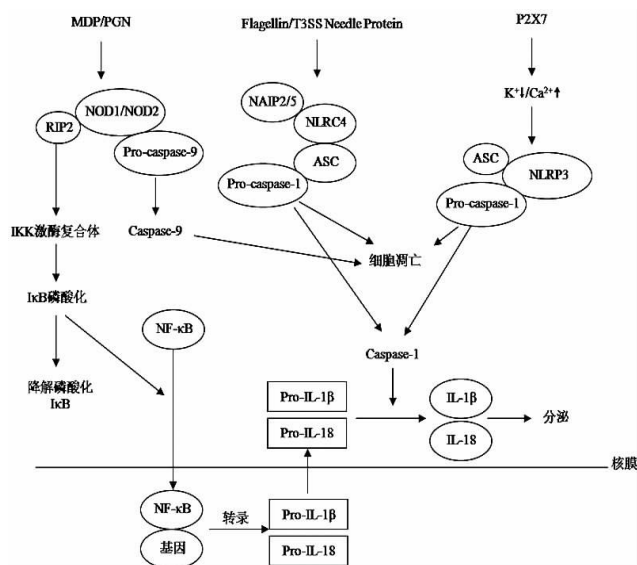 MDP/PGN
Flagellin/T3SS Needle Protein
P2X7
NAIP2/5
K⁺↓/Ca²⁺↑
NOD1/NOD2
NLRC4
RIP2
ASC
ASC
NLRP3
Pro-caspase-9
Pro-caspase-1
Pro-caspase-1
IKK激酶复合体
Caspase-9
细胞凋亡
IκB磷酸化
NF-κB
Caspase-1
降解磷酸化
IκB
Pro-IL-1β
IL-1β
分泌
Pro-IL-18
IL-18
核膜
NF-κB
转录
Pro-IL-1β
基因
Pro-IL-18